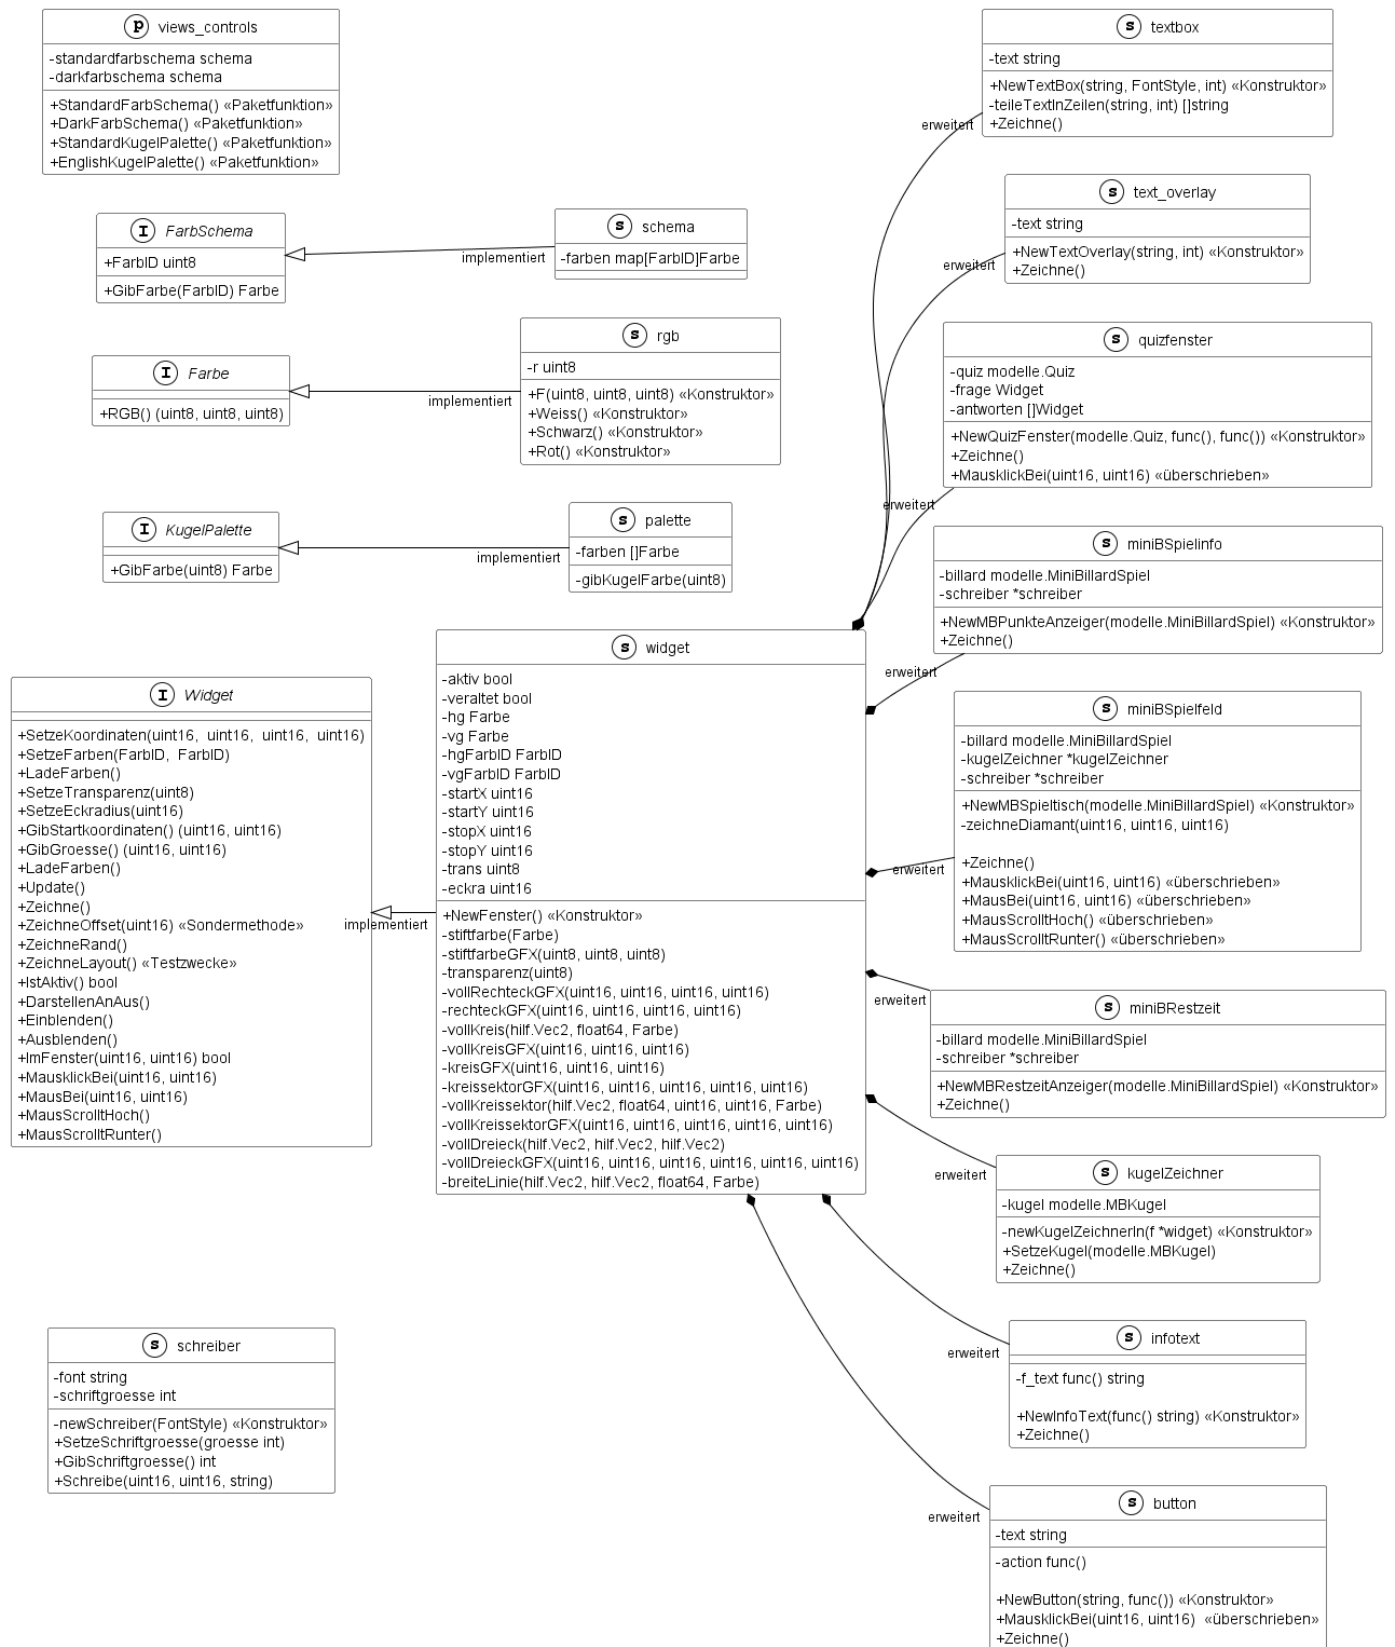 P views_controls
-standardfarbschema schema
-darkfarbschema schema
+StandardFarbSchema() «Paketfunktion»
+DarkFarbSchema() «Paketfunktion»
+StandardKugelPalette() «Paketfunktion»
+EnglishKugelPalette() «Paketfunktion»
I FarbSchema
+FarbID uint8
+GibFarbe(FarbID) Farbe
implementiert
S schema
-farben map[FarbID]Farbe
I Farbe
+RGB() (uint8, uint8, uint8)
implementiert
S rgb
-r uint8
+F(uint8, uint8, uint8) «Konstruktor»
+Weiss() «Konstruktor»
+Schwarz() «Konstruktor»
+Rot() «Konstruktor»
I KugelPalette
+GibFarbe(uint8) Farbe
implementiert
S palette
-farben []Farbe
-gibKugelFarbe(uint8)
I Widget
+SetzeKoordinaten(uint16, uint16, uint16, uint16)
+SetzeFarben(FarbID, FarbID)
+LadeFarben()
+SetzeTransparenz(uint8)
+SetzeEckradius(uint16)
+GibStartkoordinaten() (uint16, uint16)
+GibGroesse() (uint16, uint16)
+LadeFarben()
+Update()
+Zeichne()
+ZeichneOffset(uint16) «Sondermethode»
+ZeichneRand()
+ZeichneLayout() «Testzwecke»
+IstAktiv() bool
+DarstellenAnAus()
+Einblenden()
+Ausblenden()
+ImFenster(uint16, uint16) bool
+MausklickBei(uint16, uint16)
+MausBei(uint16, uint16)
+MausScrolltHoch()
+MausScrolltRunter()
implementiert
S widget
-aktiv bool
-veraltet bool
-hg Farbe
-vg Farbe
-hgFarbID FarbID
-vgFarbID FarbID
-startX uint16
-startY uint16
-stopX uint16
-stopY uint16
-trans uint8
-eckra uint16
+NewFenster() «Konstruktor»
-stiftfarbe(Farbe)
-stiftfarbeGFX(uint8, uint8, uint8)
-transparenz(uint8)
-vollRechteckGFX(uint16, uint16, uint16, uint16)
-rechteckGFX(uint16, uint16, uint16, uint16)
-vollKreis(hilf.Vec2, float64, Farbe)
-vollKreisGFX(uint16, uint16, uint16)
-kreisGFX(uint16, uint16, uint16)
-kreissektorGFX(uint16, uint16, uint16, uint16, uint16)
-vollKreissektor(hilf.Vec2, float64, uint16, uint16, Farbe)
-vollKreissektorGFX(uint16, uint16, uint16, uint16, uint16)
-vollDreieck(hilf.Vec2, hilf.Vec2, hilf.Vec2)
-vollDreieckGFX(uint16, uint16, uint16, uint16, uint16, uint16)
-breiteLinie(hilf.Vec2, hilf.Vec2, float64, Farbe)
S schreiber
-font string
-schriftgroesse int
-newSchreiber(FontStyle) «Konstruktor»
+SetzeSchriftgroesse(groesse int)
+GibSchriftgroesse() int
+Schreibe(uint16, uint16, string)
S textbox
-text string
+NewTextBox(string, FontStyle, int) «Konstruktor»
-teileTextInZeilen(string, int) []string
+Zeichne()
erweitert
S text_overlay
-text string
+NewTextOverlay(string, int) «Konstruktor»
+Zeichne()
erweitert
S quizfenster
-quiz modelle.Quiz
-frage Widget
-antworten []Widget
+NewQuizFenster(modelle.Quiz, func(), func()) «Konstruktor»
+Zeichne()
+MausklickBei(uint16, uint16) «überschrieben»
erweitert
S miniBSpielinfo
-billard modelle.MiniBillardSpiel
-schreiber *schreiber
+NewMBPunkteAnzeiger(modelle.MiniBillardSpiel) «Konstruktor»
+Zeichne()
erweitert
S miniBSpielfeld
-billard modelle.MiniBillardSpiel
-kugelZeichner *kugelZeichner
-schreiber *schreiber
+NewMBSpieltisch(modelle.MiniBillardSpiel) «Konstruktor»
-zeichneDiamant(uint16, uint16, uint16)
+Zeichne()
+MausklickBei(uint16, uint16) «überschrieben»
+MausBei(uint16, uint16) «überschrieben»
+MausScrolltHoch() «überschrieben»
+MausScrolltRunter() «überschrieben»
erweitert
S miniBRestzeit
-billard modelle.MiniBillardSpiel
-schreiber *schreiber
+NewMBRestzeitAnzeiger(modelle.MiniBillardSpiel) «Konstruktor»
+Zeichne()
erweitert
S kugelZeichner
-kugel modelle.MBKugel
-newKugelZeichnerIn(f *widget) «Konstruktor»
+SetzeKugel(modelle.MBKugel)
+Zeichne()
erweitert
S infotext
-f_text func() string
+NewInfoText(func() string) «Konstruktor»
+Zeichne()
erweitert
S button
-text string
-action func()
+NewButton(string, func()) «Konstruktor»
+MausklickBei(uint16, uint16) «überschrieben»
+Zeichne()
erweitert